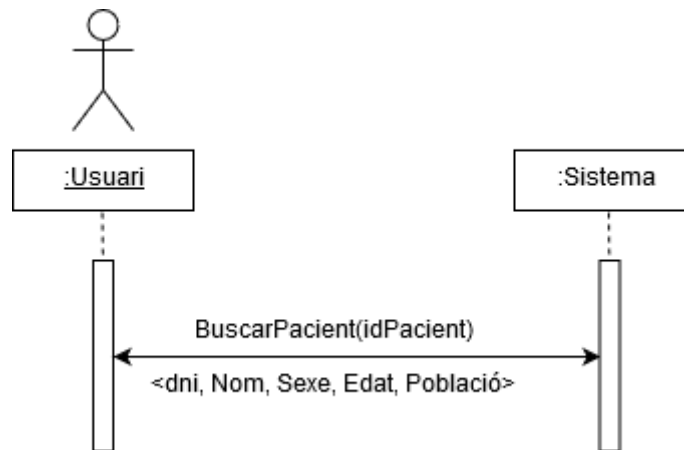 :Usuari
:Sistema
BuscarPacient(idPacient)
<dni, Nom, Sexe, Edat, Població>